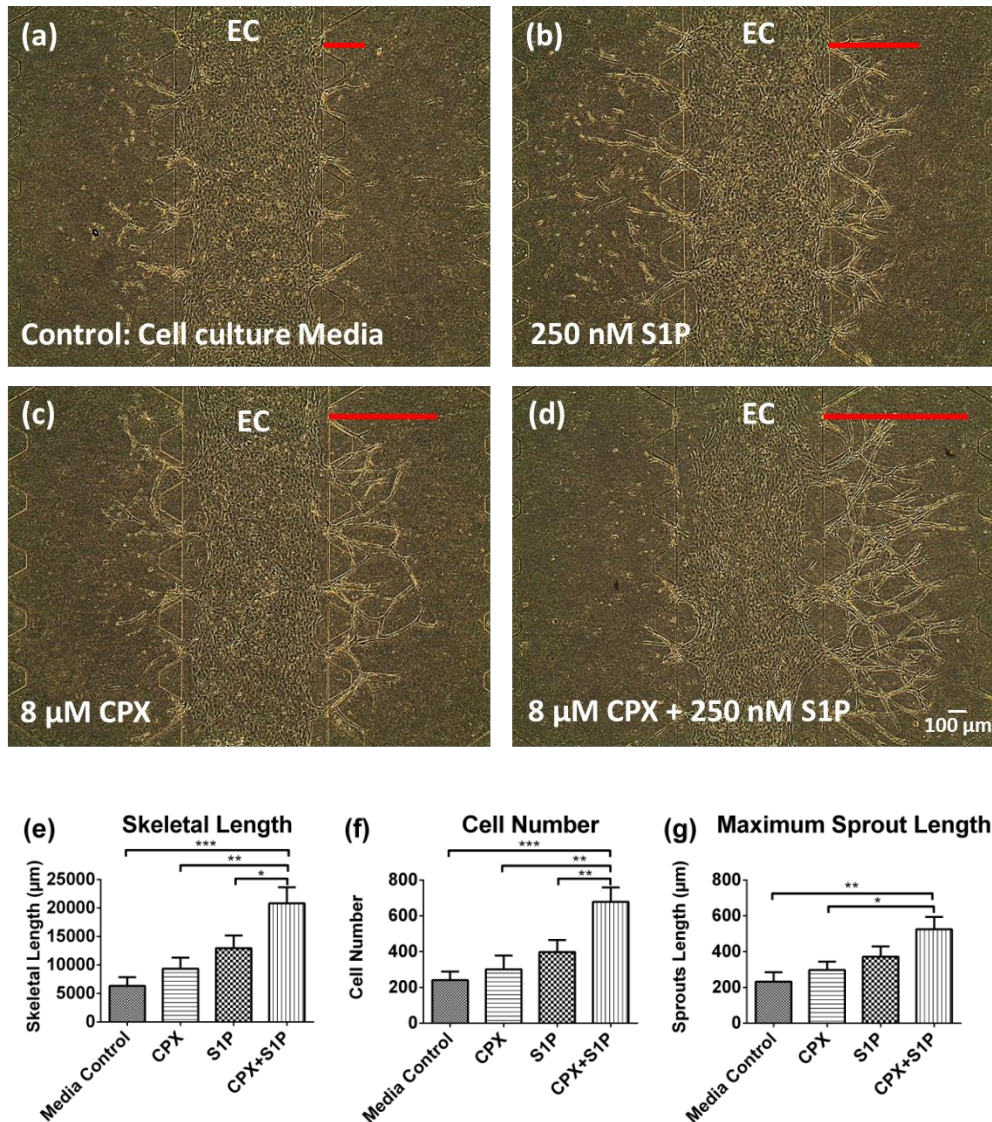 (a)
EC
Control: Cell culture Media
(b)
EC
250 nM S1P
(c)
EC
8 µM CPX
(d)
EC
8 µM CPX + 250 nM S1P
100 µm
(e)
Skeletal Length
***
**
*
Skeletal Length (µm)
25000
20000
15000
10000
5000
0
Media Control
CPX
S1P
CPX+S1P
(f)
Cell Number
***
**
**
Cell Number
800
600
400
200
0
Media Control
CPX
S1P
CPX+S1P
(g)
Maximum Sprout Length
**
*
Sprouts Length (µm)
800
600
400
200
0
Media Control
CPX
S1P
CPX+S1P